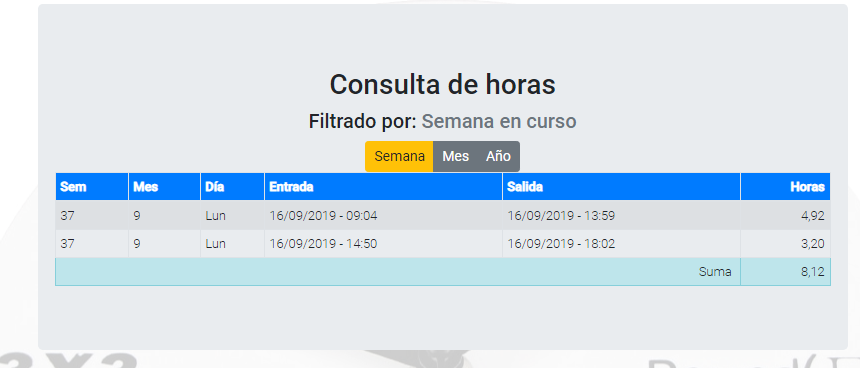 Consulta de horas
Filtrado por: Semana en curso
Semana Mes Año
Sem Mes Día Entrada Salida Horas
37 9 Lun 16/09/2019 - 09:04 16/09/2019 - 13:59 4,92
37 9 Lun 16/09/2019 - 14:50 16/09/2019 - 18:02 3,20
Suma 8,12